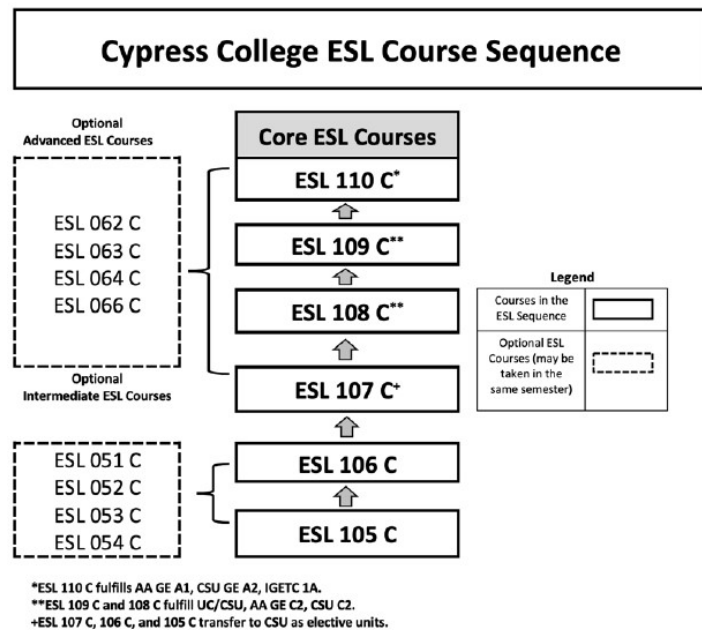 Cypress College ESL Course Sequence
Optional
Advanced ESL Courses
ESL 062 C
ESL 063 C
ESL 064 C
ESL 066 C
Optional
Intermediate ESL Courses
ESL 051 C
ESL 052 C
ESL 053 C
ESL 054 C
Core ESL Courses
ESL 110 C*
ESL 109 C**
ESL 108 C**
ESL 107 C+
ESL 106 C
ESL 105 C
Legend
Courses in the
ESL Sequence
Optional ESL
Courses (may be
taken in the
same semester)
*ESL 110 C fulfills AA GE A1, CSU GE A2, IGETC 1A.
**ESL 109 C and 108 C fulfill UC/CSU, AA GE C2, CSU C2.
+ESL 107 C, 106 C, and 105 C transfer to CSU as elective units.